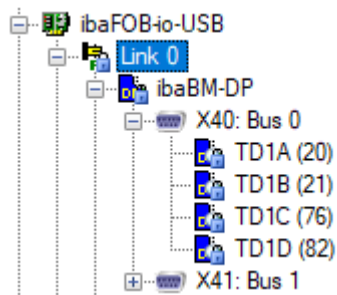 ibaFOB-io-USB
Link 0
ibaBM-DP
X40: Bus 0
TD1A (20)
TD1B (21)
TD1C (76)
TD1D (82)
X41: Bus 1